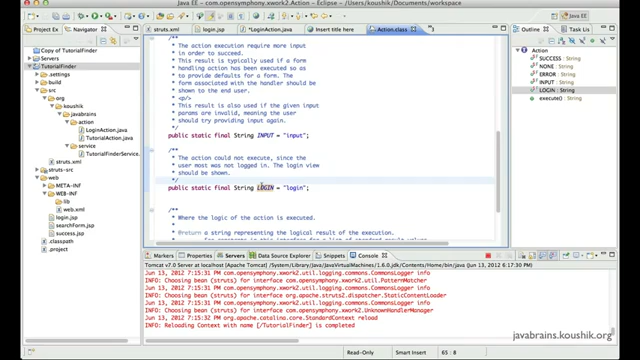 Java EE - com.opensymphony.xwork2.Action - Eclipse - /Users/koushik/Documents/workspace
Java EE
Project Exp
Navigator
Copy of TutorialFinder
Servers
TutorialFinder
.settings
build
src
org
koushik
action
LoginAction.java
TutorialAction.java
service
TutorialFinderService.
struts.xml
web
META-INF
WEB-INF
lib
web.xml
login.jsp
searchForm.jsp
success.jsp
.classpath
struts.xml
login.jsp
*LoginAction.java
Insert title here
Action.class
* The action execution require more input
* in order to succeed.
* This result is typically used if a form
* handling action has been executed so as
* to provide defaults for a form. The form
* associated with the handler should be
* shown to the end user.
* <p/>
* This result is also used if the given input
* params are invalid, meaning the user
* should try providing input again.
*/
public static final String INPUT = "input";
/**
* The action could not execute, since the
* user most was not logged in. The login view
* should be shown.
*/
public static final String LOGIN = "login";
/**
* Where the logic of the action is executed.
*
* @return a string representing the logical result of the execution.
Outline
Task List
Action
SUCCESS : String
NONE : String
ERROR : String
INPUT : String
LOGIN : String
execute() : String
Markers
Properties
Servers
Data Source Explorer
Snippets
Console
Tomcat v7.0 Server at localhost [Apache Tomcat] /System/Library/Java/JavaVirtualMachines/1.6.0.jdk/Contents/Home/bin/java (Jun 13, 2012 6:17:30 PM)
Jun 13, 2012 7:15:31 PM com.opensymphony.xwork2.util.logging.commons.CommonsLogger info
INFO: Choosing bean (struts) for interface com.opensymphony.xwork2.util.PatternMatcher
Jun 13, 2012 7:15:31 PM com.opensymphony.xwork2.util.logging.commons.CommonsLogger info
INFO: Choosing bean (struts) for interface org.apache.struts2.dispatcher.StaticContentLoader
Jun 13, 2012 7:15:31 PM com.opensymphony.xwork2.util.logging.commons.CommonsLogger info
INFO: Choosing bean (struts) for interface com.opensymphony.xwork2.UnknownHandlerManager
Jun 13, 2012 7:15:32 PM org.apache.catalina.core.StandardContext reload
INFO: Reloading Context with name [/TutorialFinder] is completed
javabrains.koushik.org
Read-Only
Smart Insert
65 : 8